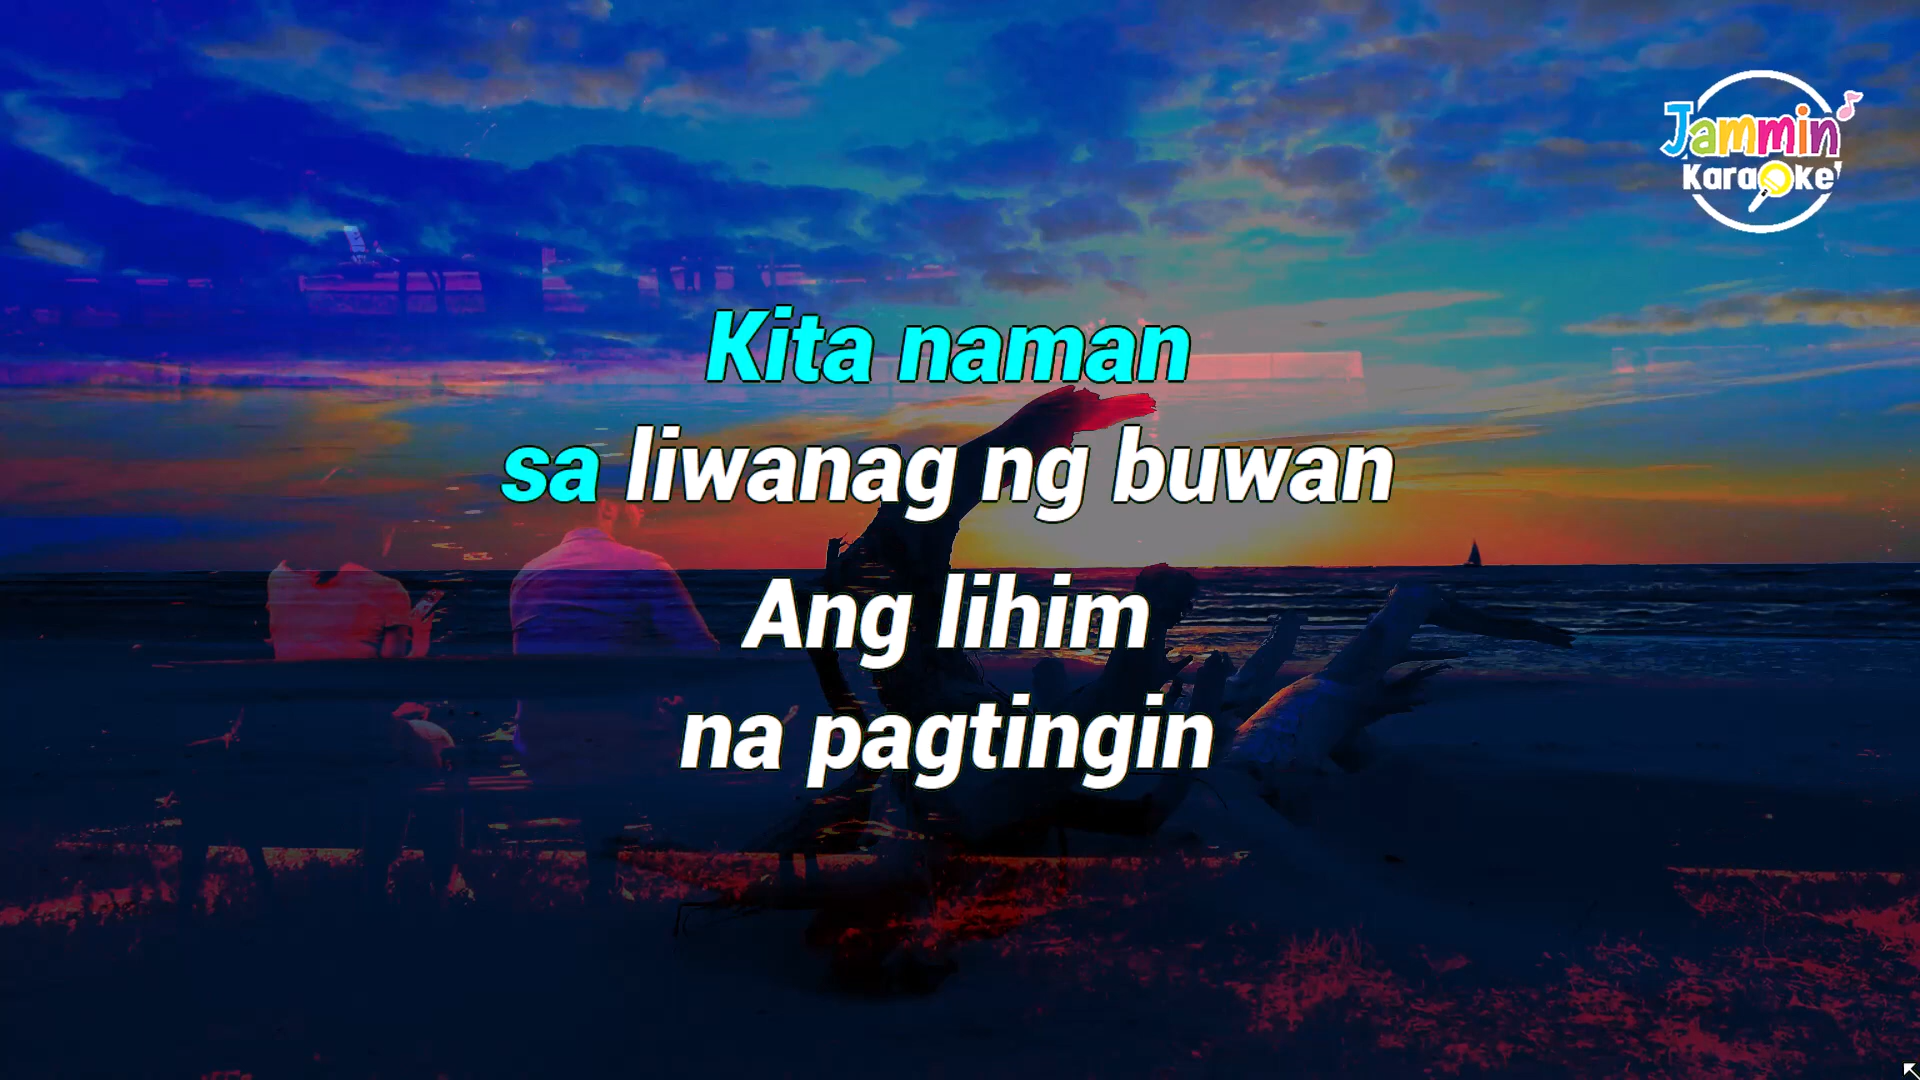 Jammin'
Karaoke
Kita naman
sa liwanag ng buwan
Ang lihim
na pagtingin